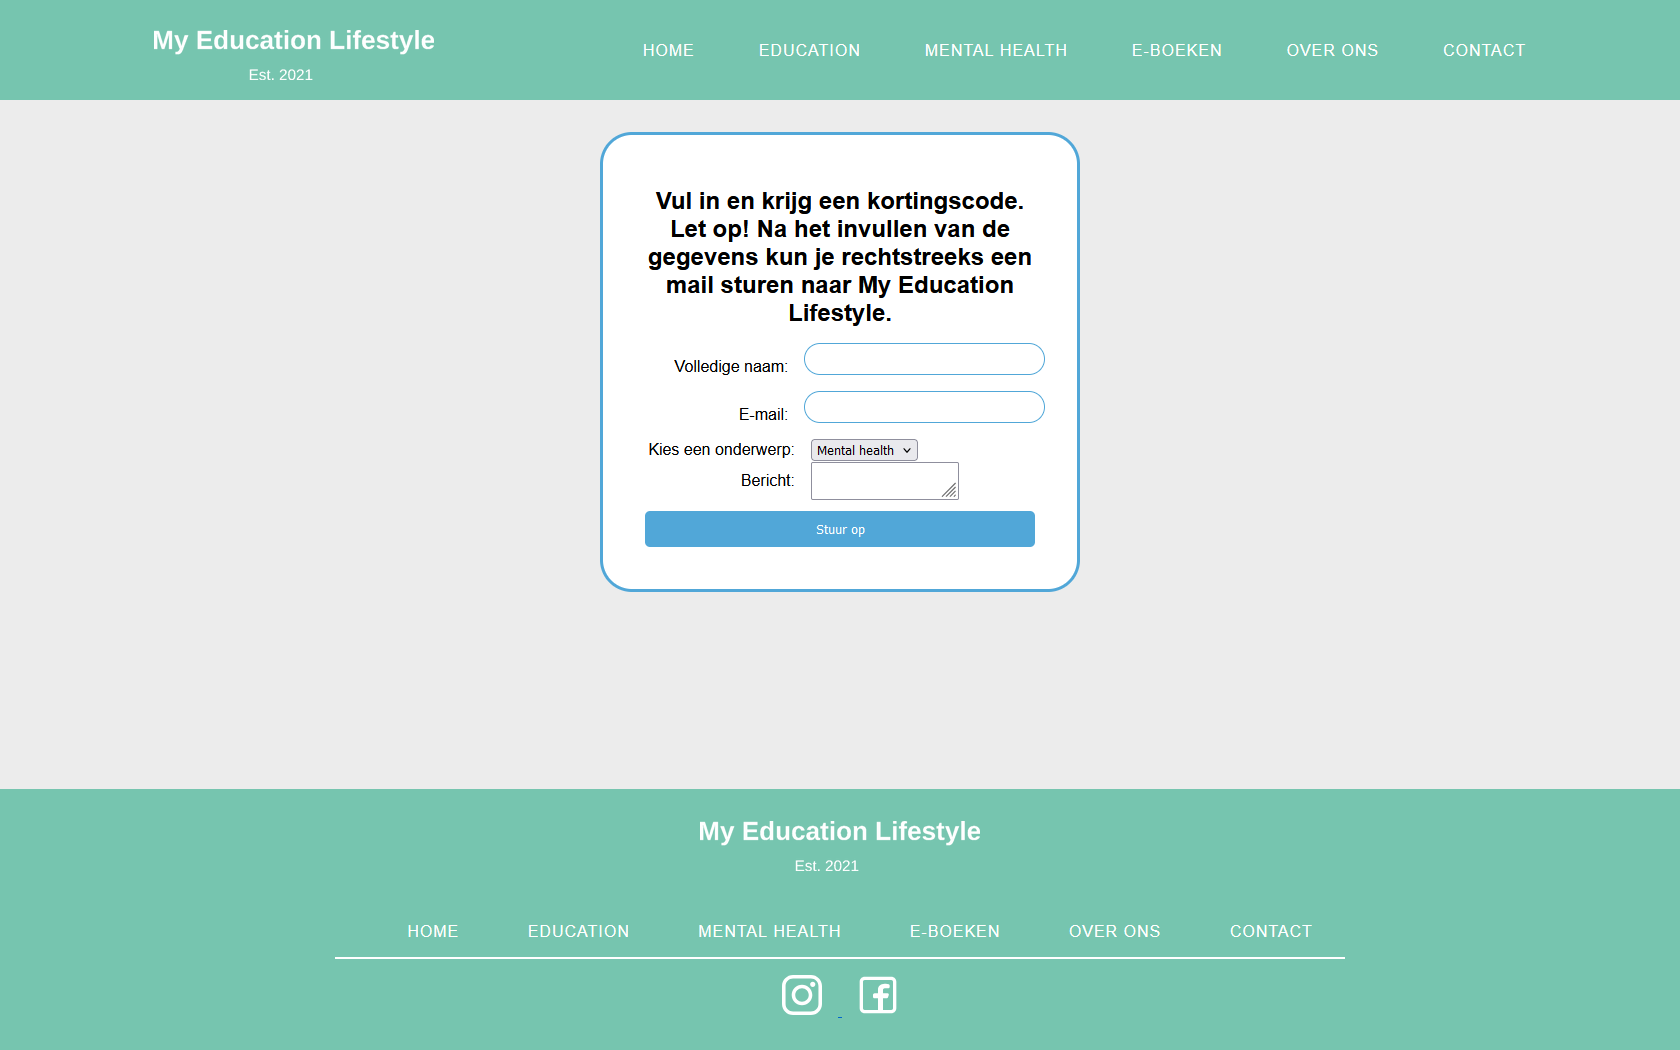 My Education Lifestyle
Est. 2021
HOME EDUCATION MENTAL HEALTH E-BOEKEN OVER ONS CONTACT
Vul in en krijg een kortingscode.
Let op! Na het invullen van de
gegevens kun je rechtstreeks een
mail sturen naar My Education
Lifestyle.
Volledige naam:
E-mail:
Kies een onderwerp: Mental health
Bericht:
Stuur op
My Education Lifestyle
Est. 2021
HOME EDUCATION MENTAL HEALTH E-BOEKEN OVER ONS CONTACT